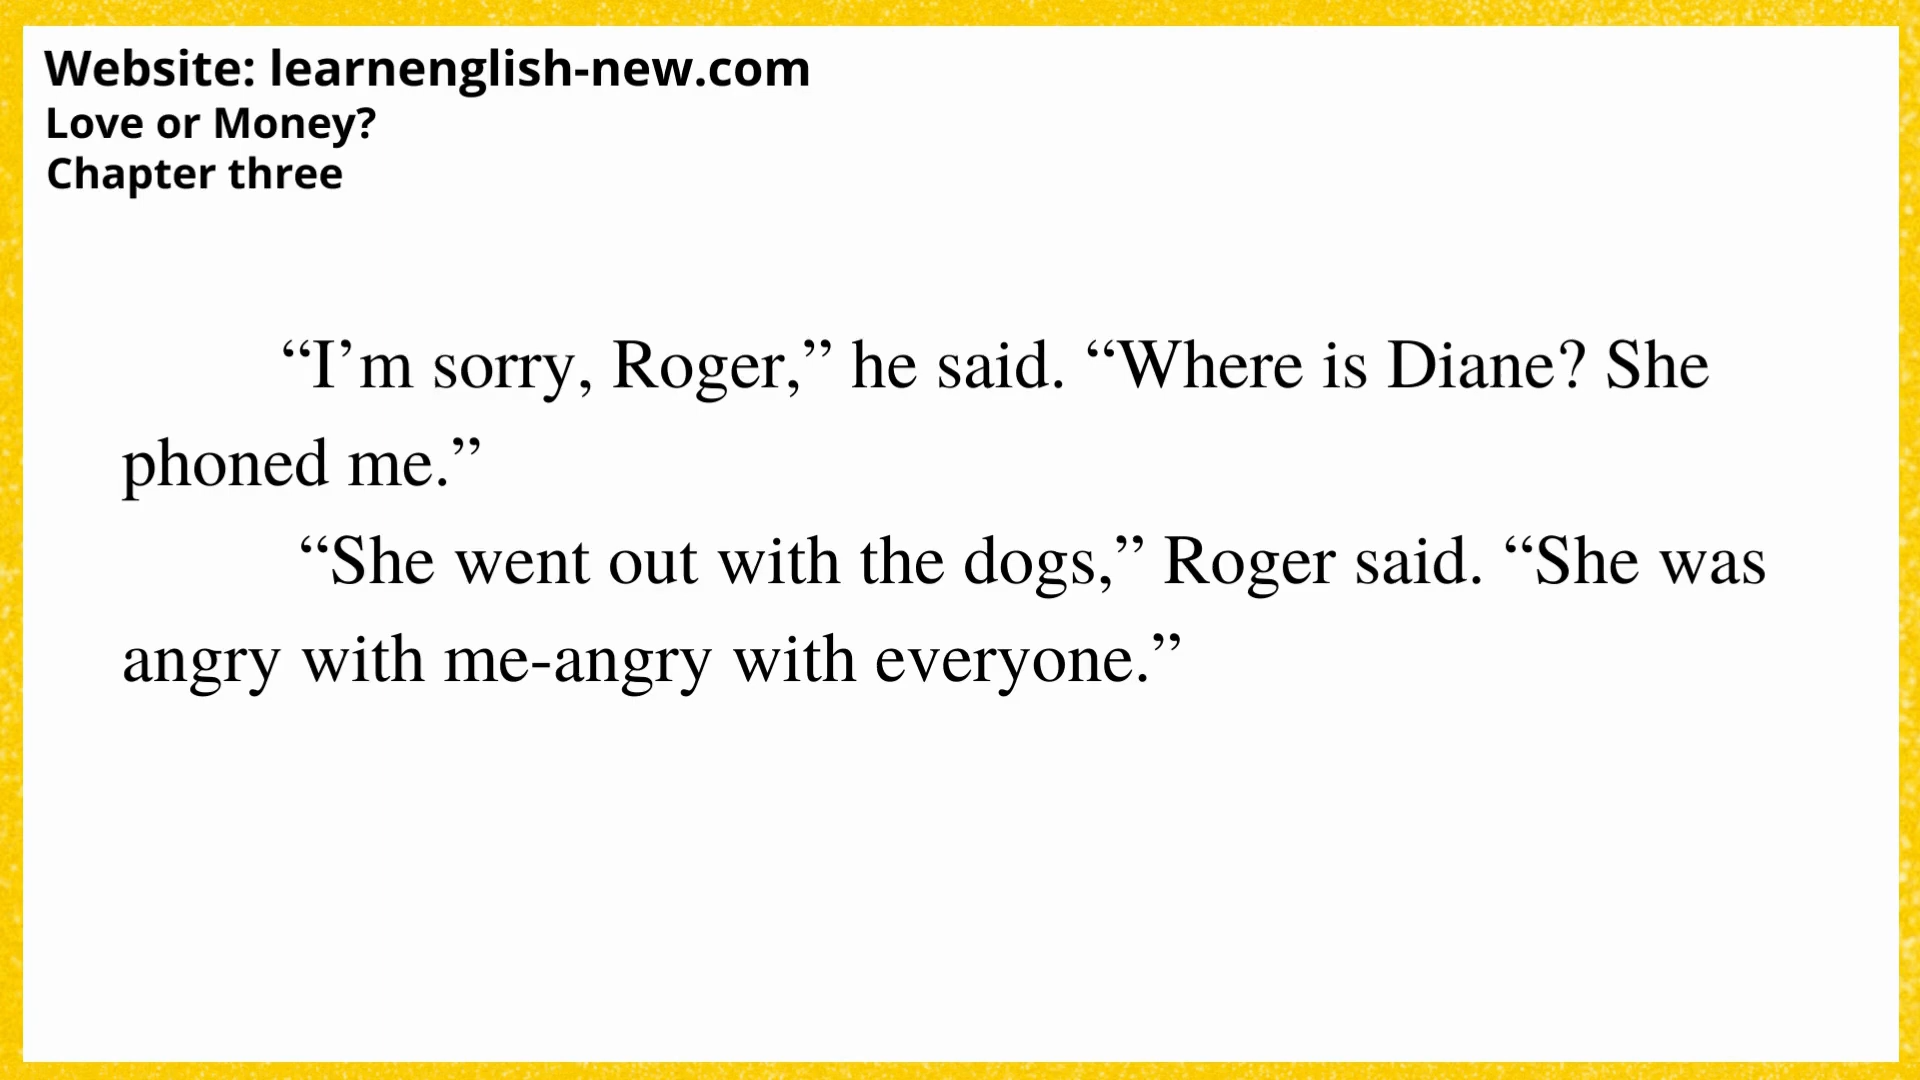 Website: learnenglish-new.com
Love or Money?
Chapter three
“I’m sorry, Roger,” he said. “Where is Diane? She
phoned me.”
“She went out with the dogs,” Roger said. “She was
angry with me-angry with everyone.”